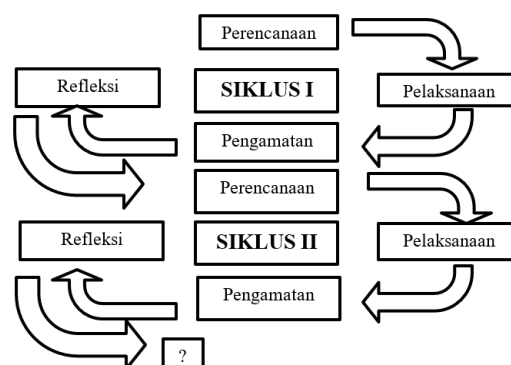 Perencanaan
Refleksi
SIKLUS I
Pelaksanaan
Pengamatan
Perencanaan
Refleksi
SIKLUS II
Pelaksanaan
Pengamatan
?